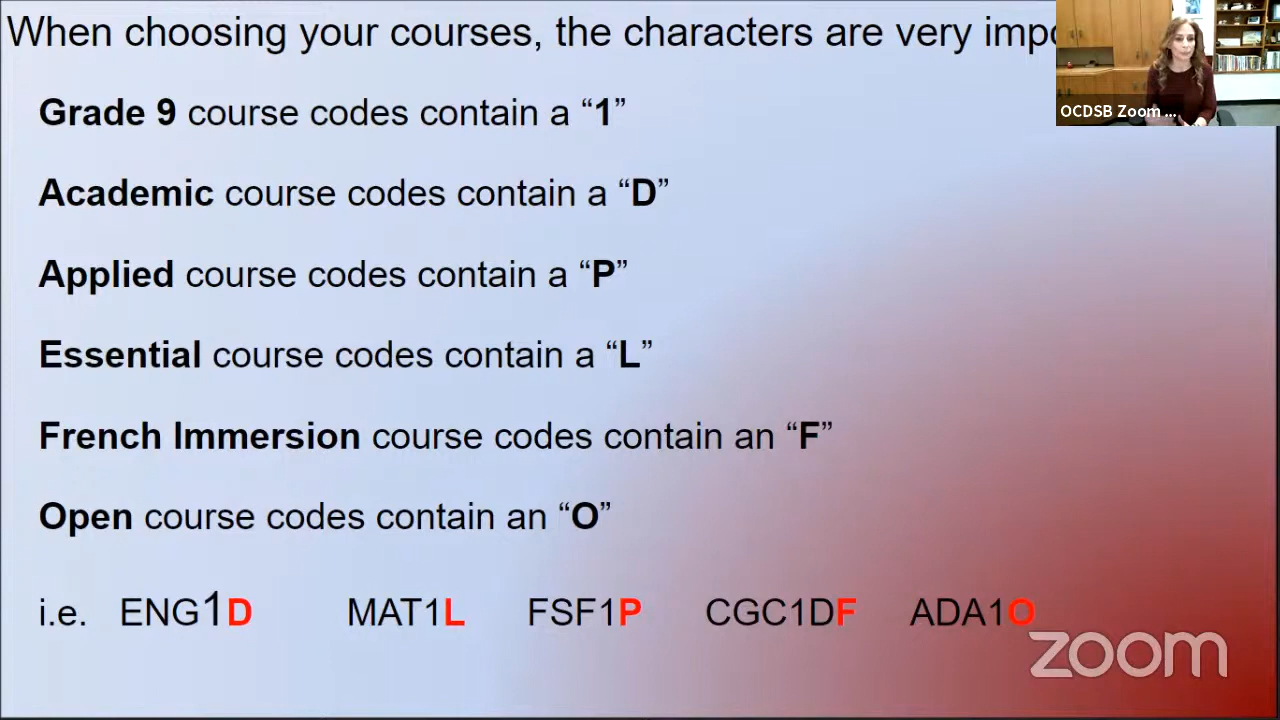 When choosing your courses, the characters are very impo
OCDSB Zoom ...
Grade 9 course codes contain a “1”
Academic course codes contain a “D”
Applied course codes contain a “P”
Essential course codes contain a “L”
French Immersion course codes contain an “F”
Open course codes contain an “O”
i.e. ENG1D MAT1L FSF1P CGC1DF ADA1O
zoom